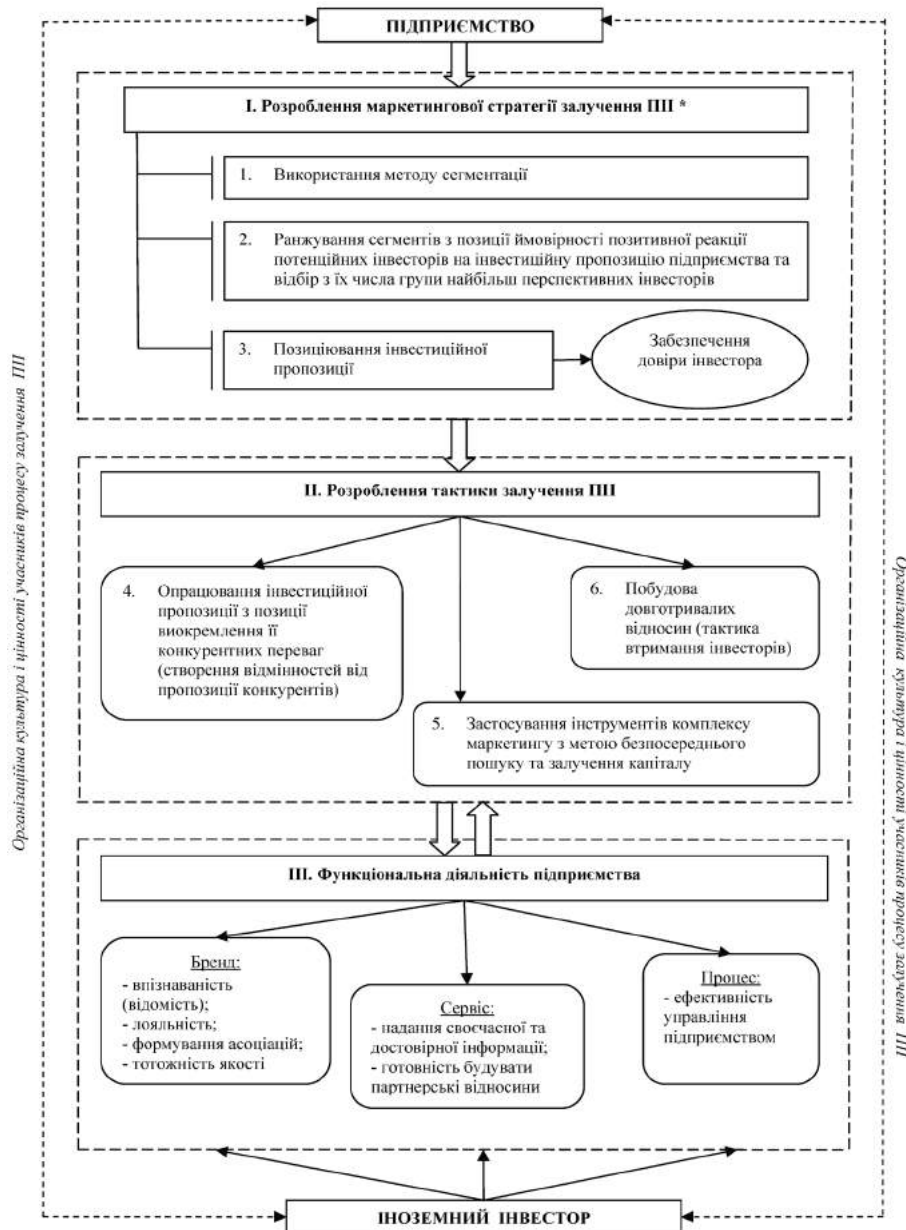 ПІДПРИЄМСТВО
І. Розроблення маркетингової стратегії залучення ПІІ *
1. Використання методу сегментації
2. Ранжування сегментів з позиції ймовірності позитивної реакції
потенційних інвесторів на інвестиційну пропозицію підприємства та
відбір з їх числа групи найбільш перспективних інвесторів
3. Позиціювання інвестиційної
пропозиції
Забезпечення
довіри інвестора
ІІ. Розроблення тактики залучення ПІІ
4. Опрацювання інвестиційної
пропозиції з позиції
виокремлення її
конкурентних переваг
(створення відмінностей від
пропозиції конкурентів)
6. Побудова
довготривалих
відносин (тактика
втримання інвесторів)
5. Застосування інструментів комплексу
маркетингу з метою безпосереднього
пошуку та залучення капіталу
ІІІ. Функціональна діяльність підприємства
Бренд:
- впізнаваність
(відомість);
- лояльність;
- формування асоціацій;
- тотожність якості
Сервіс:
- надання своєчасної та
достовірної інформації;
- готовність будувати
партнерські відносини
Процес:
- ефективність
управління
підприємством
ІНОЗЕМНИЙ ІНВЕСТОР
Організаційна культура і цінності учасників процесу залучення ПІІ
Організаційна культура і цінності учасників процесу залучення ПІІ